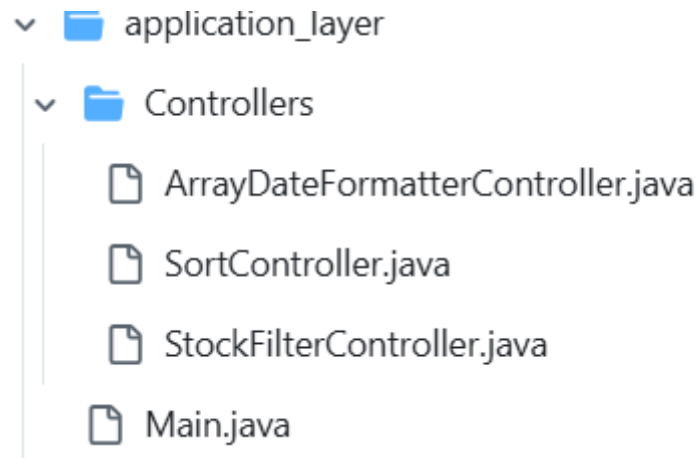 application_layer
Controllers
ArrayDateFormatterController.java
SortController.java
StockFilterController.java
Main.java